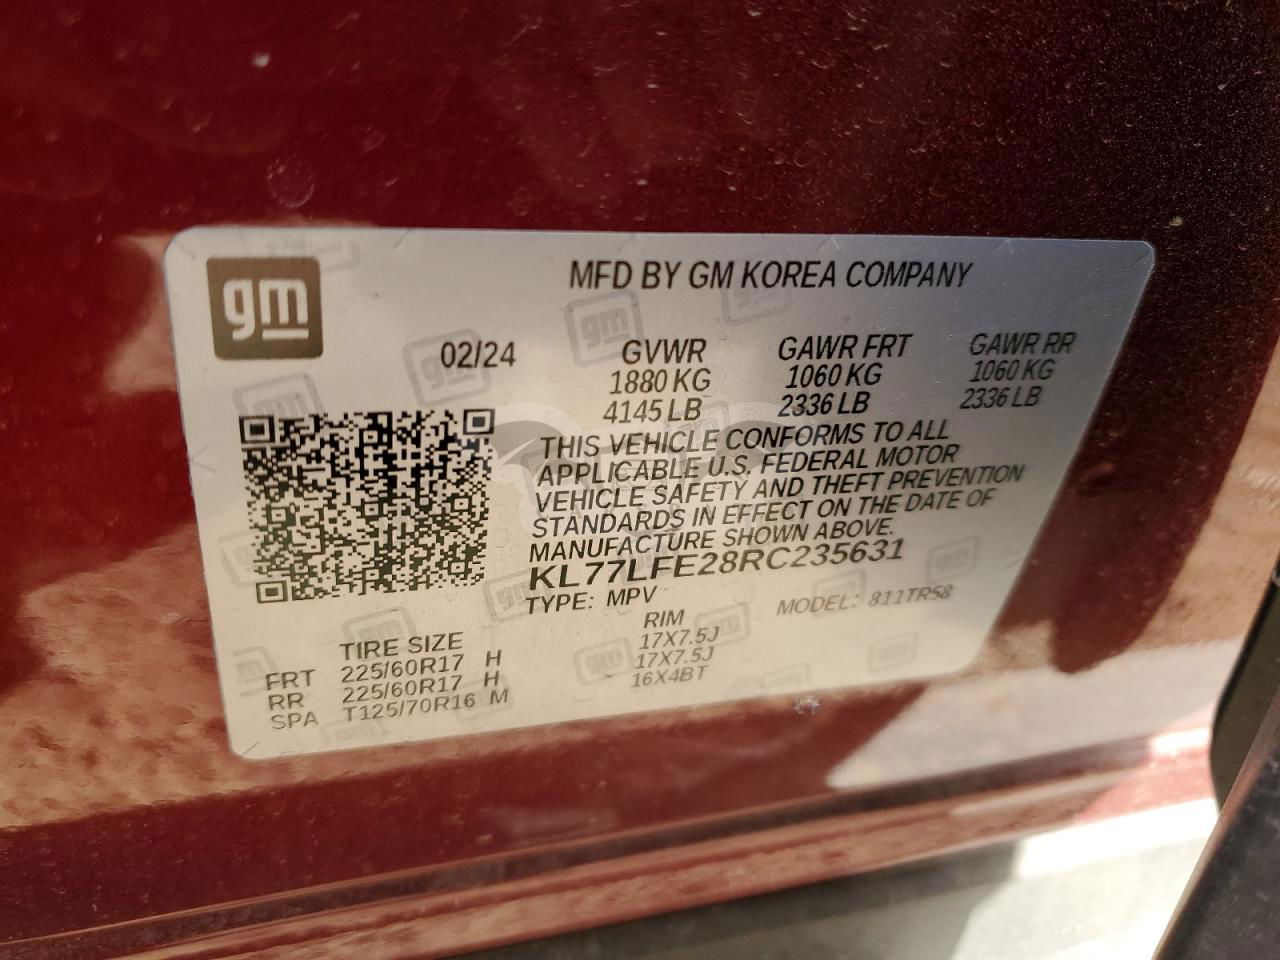 gm
MFD BY GM KOREA COMPANY
02/24 GVWR GAWR FRT GAWR RR
1880 KG 1060 KG 1060 KG
4145 LB 2336 LB 2336 LB
THIS VEHICLE CONFORMS TO ALL
APPLICABLE U.S. FEDERAL MOTOR
VEHICLE SAFETY AND THEFT PREVENTION
STANDARDS IN EFFECT ON THE DATE OF
MANUFACTURE SHOWN ABOVE.
KL77LFE28RC235631
TYPE: MPV MODEL: 811TR58
TIRE SIZE RIM
FRT 225/60R17 H 17X7.5J
RR 225/60R17 H 17X7.5J
SPA T125/70R16 M 16X4BT